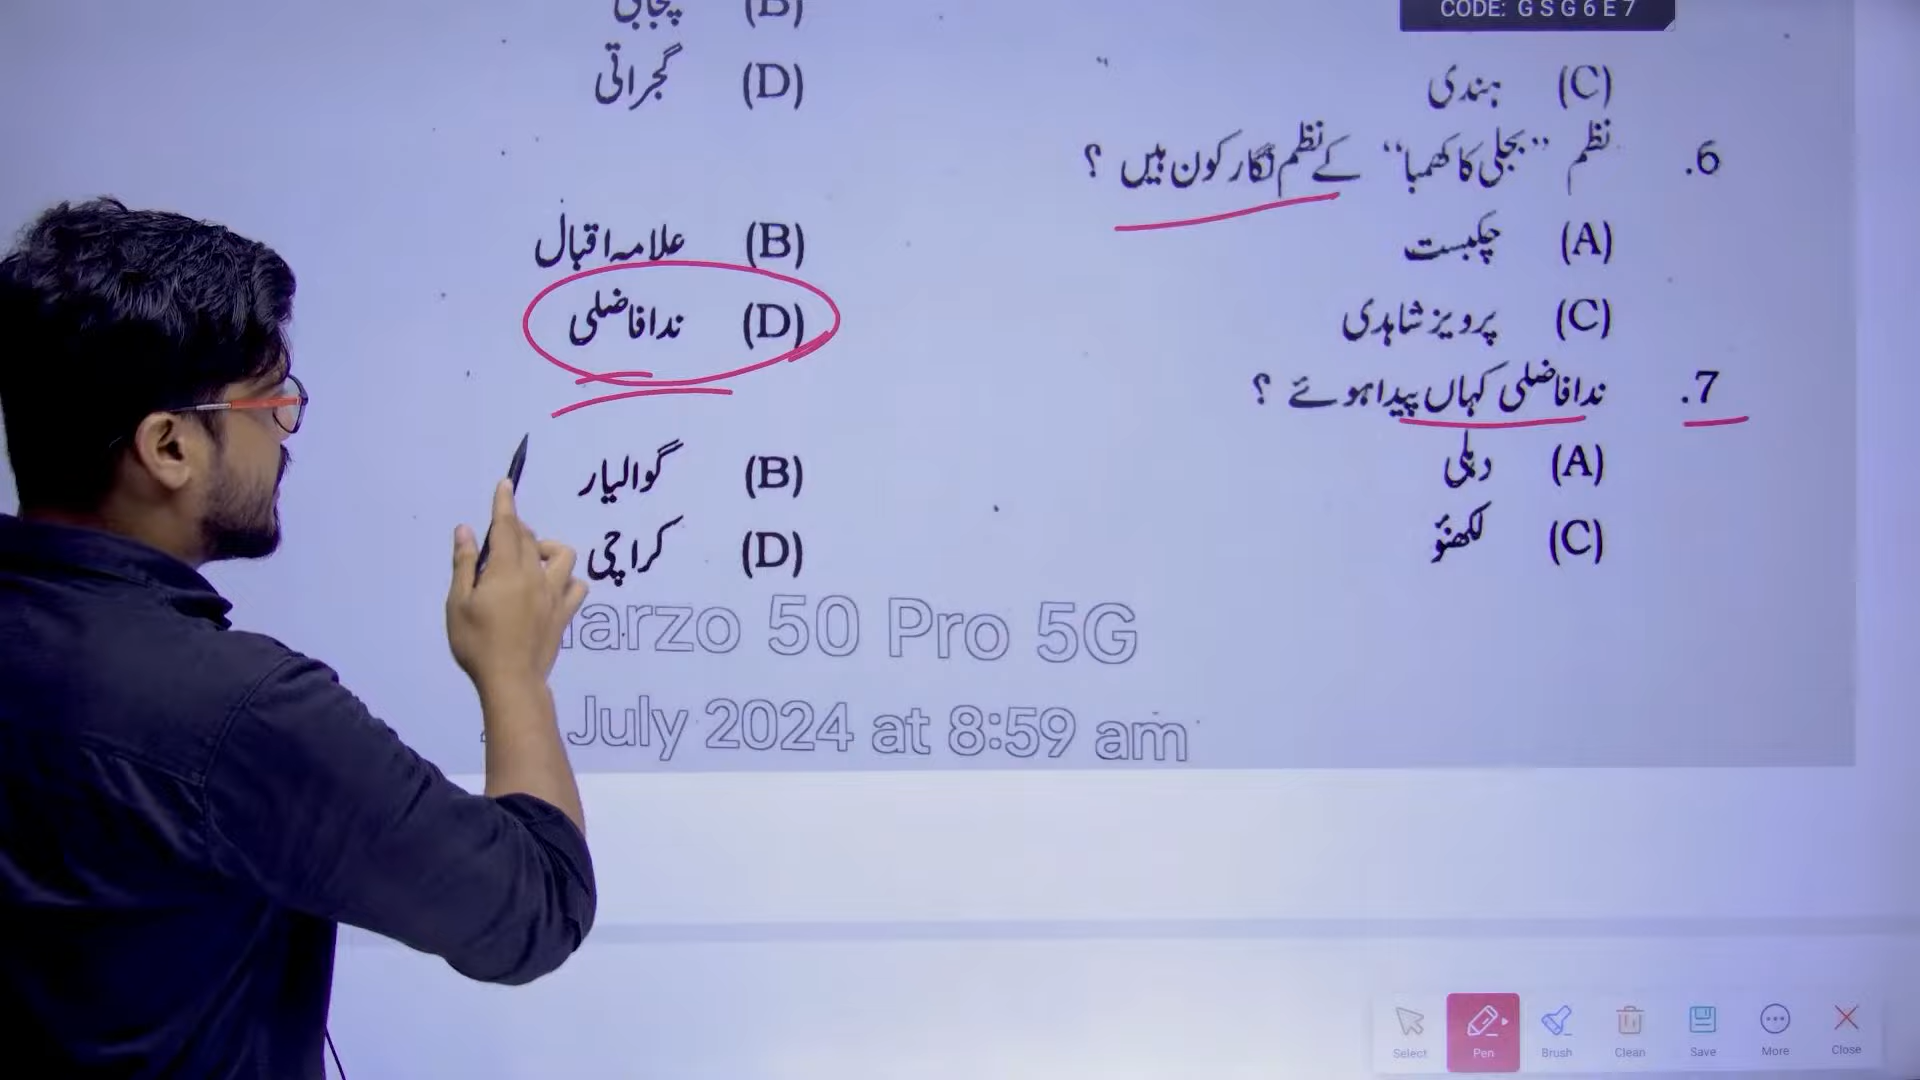 CODE: G S G 6 E 7
(B) پنجابی
(C) ہندی (D) گجراتی
6. نظم ”بجلی کا کھمبا“ کے نظم نگار کون ہیں ؟
(A) چکبست (B) علامہ اقبال
(C) پرویز شاہدی (D) ندا فاضلی
7. ندا فاضلی کہاں پیدا ہوئے ؟
(A) دہلی (B) گوالیار
(C) لکھنؤ (D) کراچی
50 Pro 5G
July 2024 at 8:59 am
Select Pen Brush Clean Save More Close